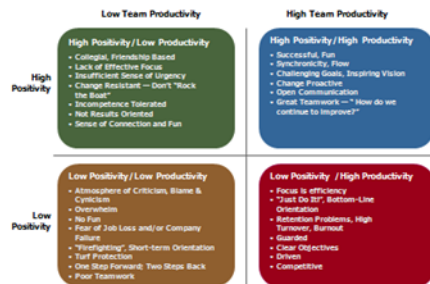 Low Team Productivity
High Team Productivity
High
Positivity
High Positivity/Low Productivity
• Collegial, Friendship Based
• Lack of Effective Focus
• Insufficient Sense of Urgency
• Change Resistant — Don't "Rock
the Boat"
• Incompetence Tolerated
• Not Results Oriented
• Sense of Connection and Fun
High Positivity/High Productivity
• Successful, Fun
• Synchronicity, Flow
• Challenging Goals, Inspiring Vision
• Change Proactive
• Open Communication
• Great Teamwork — " How do we
continue to improve?"
Low
Positivity
Low Positivity/Low Productivity
• Atmosphere of Criticism, Blame &
Cynicism
• Overwhelm
• No Fun
• Fear of Job Loss and/or Company
Failure
• "Firefighting", Short-term Orientation
• Turf Protection
• One Step Forward; Two Steps Back
• Poor Teamwork
Low Positivity /High Productivity
• Focus is efficiency
• "Just Do It!", Bottom-Line
Orientation
• Retention Problems, High
Turnover, Burnout
• Guarded
• Clear Objectives
• Driven
• Competitive